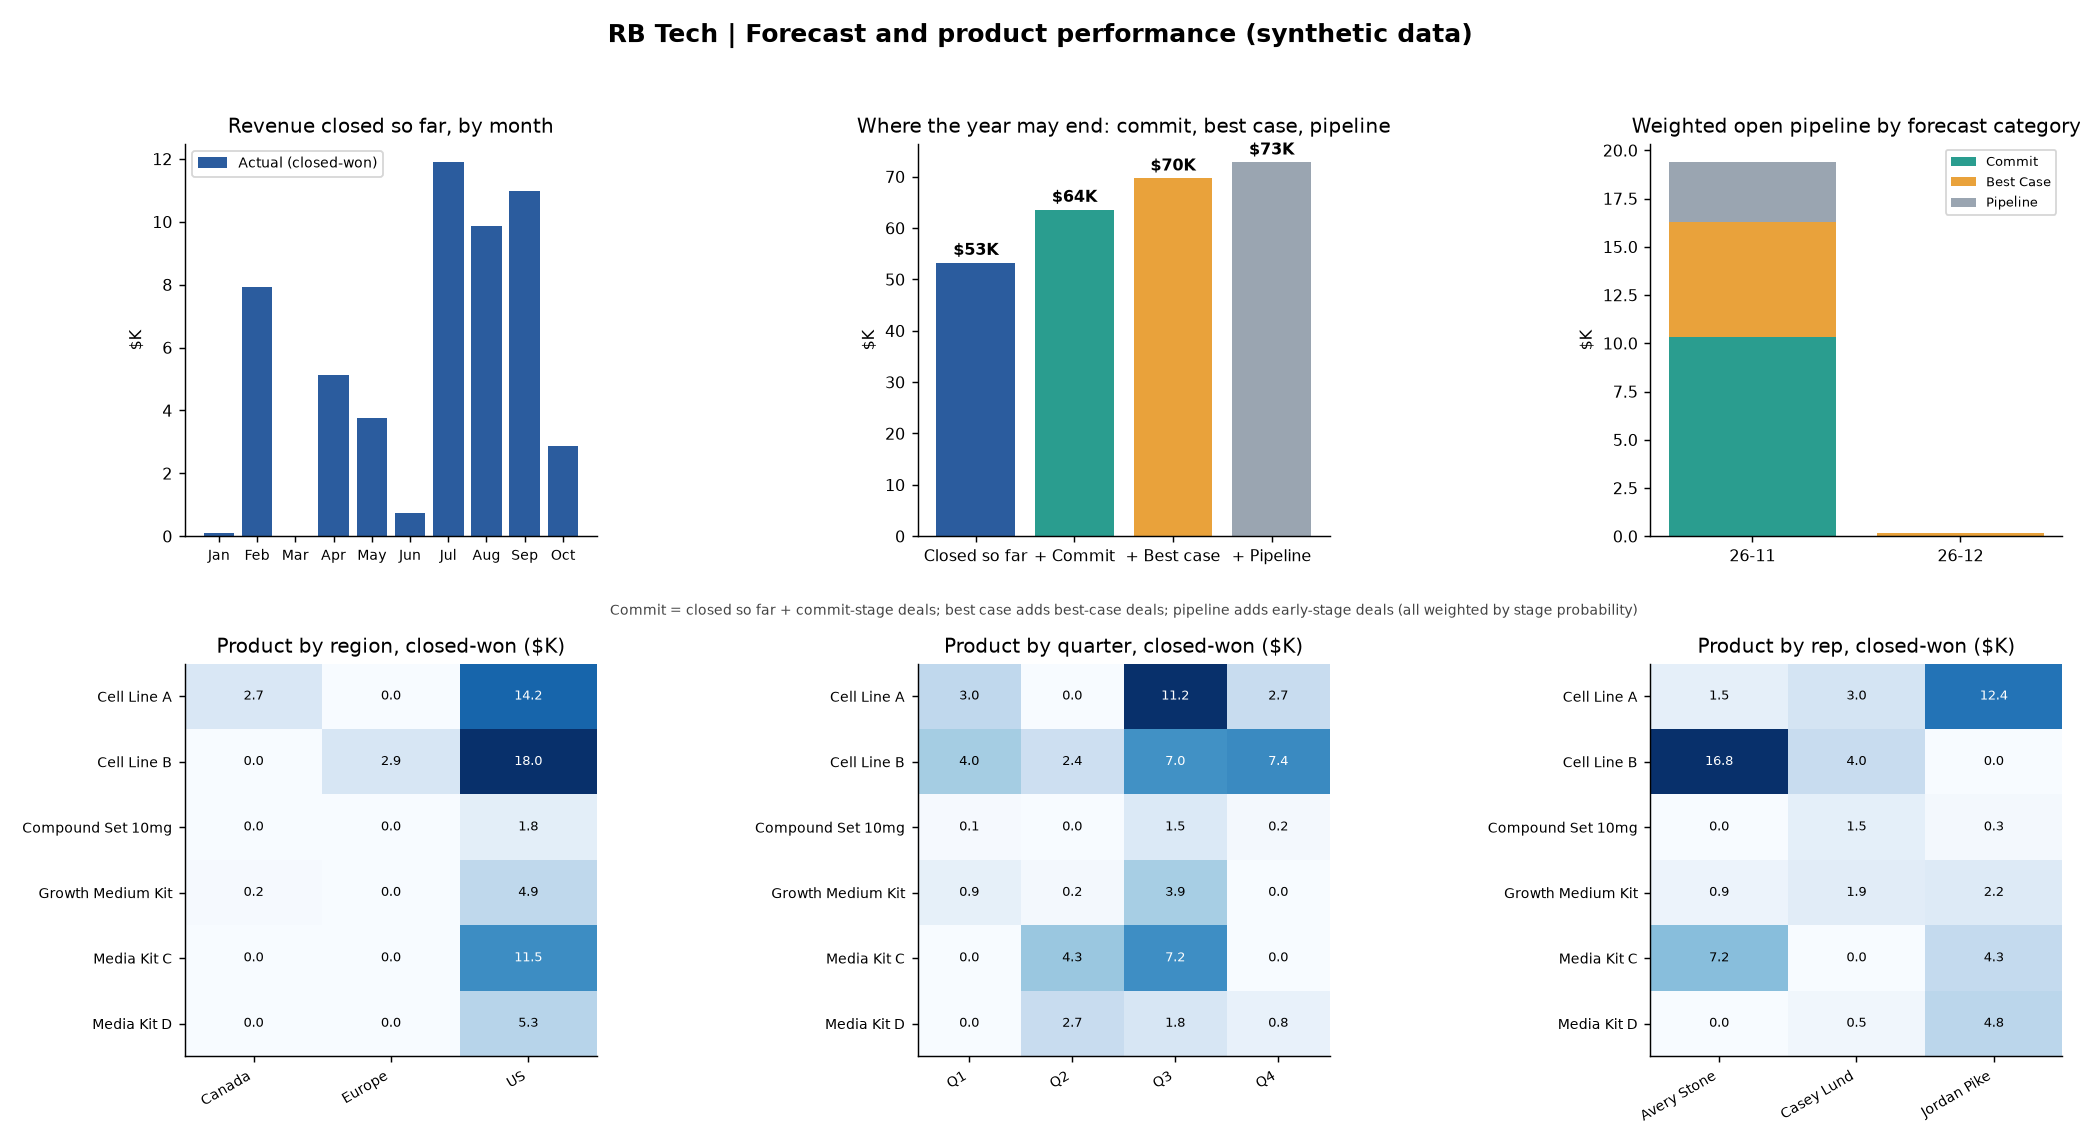 RB Tech | Forecast and product performance (synthetic data)
Revenue closed so far, by month
Actual (closed-won)
$K
12
10
8
6
4
2
0
Jan Feb Mar Apr May Jun Jul Aug Sep Oct
Where the year may end: commit, best case, pipeline
$K
70
60
50
40
30
20
10
0
$53K
$64K
$70K
$73K
Closed so far + Commit + Best case + Pipeline
Weighted open pipeline by forecast category
Commit
Best Case
Pipeline
$K
20.0
17.5
15.0
12.5
10.0
7.5
5.0
2.5
0.0
26-11 26-12
Commit = closed so far + commit-stage deals; best case adds best-case deals; pipeline adds early-stage deals (all weighted by stage probability)
Product by region, closed-won ($K)
Cell Line A 2.7 0.0 14.2
Cell Line B 0.0 2.9 18.0
Compound Set 10mg 0.0 0.0 1.8
Growth Medium Kit 0.2 0.0 4.9
Media Kit C 0.0 0.0 11.5
Media Kit D 0.0 0.0 5.3
Canada Europe US
Product by quarter, closed-won ($K)
Cell Line A 3.0 0.0 11.2 2.7
Cell Line B 4.0 2.4 7.0 7.4
Compound Set 10mg 0.1 0.0 1.5 0.2
Growth Medium Kit 0.9 0.2 3.9 0.0
Media Kit C 0.0 4.3 7.2 0.0
Media Kit D 0.0 2.7 1.8 0.8
Q1 Q2 Q3 Q4
Product by rep, closed-won ($K)
Cell Line A 1.5 3.0 12.4
Cell Line B 16.8 4.0 0.0
Compound Set 10mg 0.0 1.5 0.3
Growth Medium Kit 0.9 1.9 2.2
Media Kit C 7.2 0.0 4.3
Media Kit D 0.0 0.5 4.8
Avery Stone Casey Lund Jordan Pike